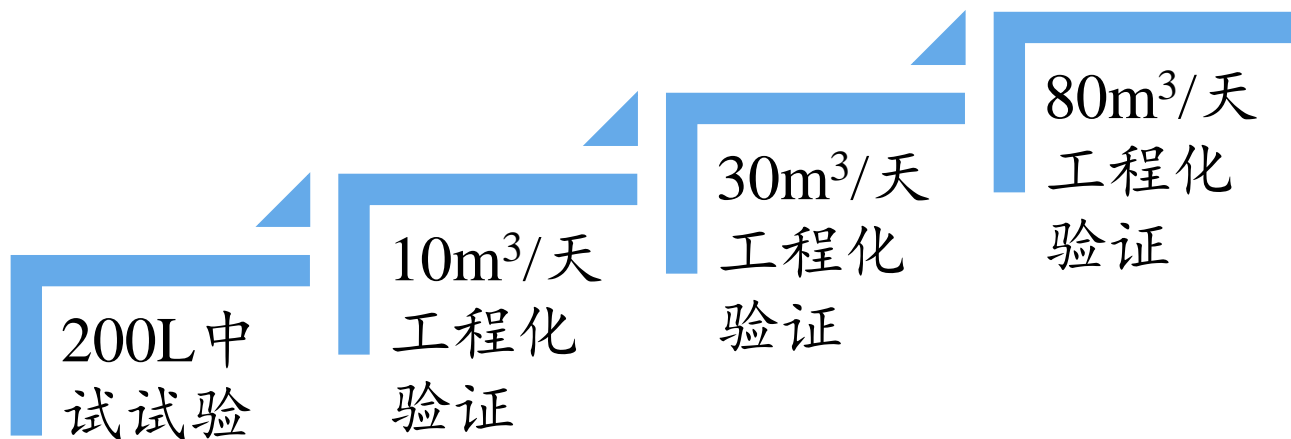 200L中
试试验
10m³/天
工程化
验证
30m³/天
工程化
验证
80m³/天
工程化
验证